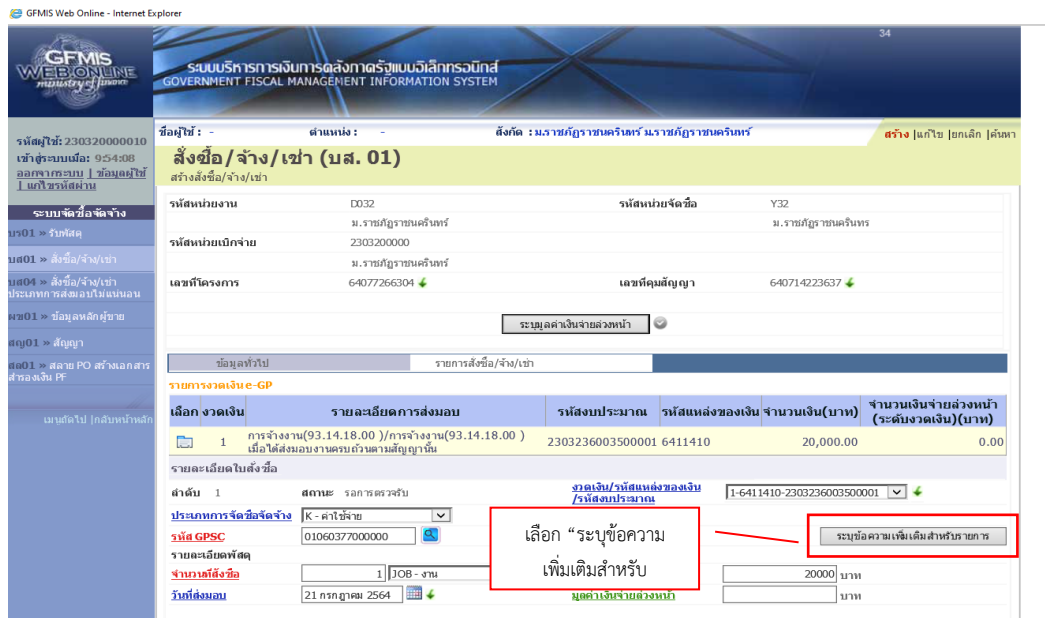 GFMIS Web Online - Internet Explorer
34
GFMIS
WEB ONLINE
ministry of finance
ระบบบริหารการเงินการคลังภาครัฐแบบอิเล็กทรอนิกส์
GOVERNMENT FISCAL MANAGEMENT INFORMATION SYSTEM
รหัสผู้ใช้: 230320000010
เข้าสู่ระบบเมื่อ: 9:54:08
ออกจากระบบ | ข้อมูลผู้ใช้
| แก้ไขรหัสผ่าน
ระบบจัดซื้อจัดจ้าง
บร01 » รับพัสดุ
บส01 » สั่งซื้อ/จ้าง/เช่า
บส04 » สั่งซื้อ/จ้าง/เช่า
ประเภทการส่งมอบไม่แน่นอน
ผข01 » ข้อมูลหลักผู้ขาย
สญ01 » สัญญา
สด01 » สลาย PO สร้างเอกสาร
สำรองเงิน PF
เมนูถัดไป |กลับหน้าหลัก
ชื่อผู้ใช้ : - ตำแหน่ง : - สังกัด : ม.ราชภัฏราชนครินทร์ ม.ราชภัฏราชนครินทร์
สร้าง |แก้ไข |ยกเลิก |ค้นหา
สั่งซื้อ/จ้าง/เช่า (บส. 01)
สร้างสั่งซื้อ/จ้าง/เช่า
รหัสหน่วยงาน D032 รหัสหน่วยจัดซื้อ Y32
ม.ราชภัฏราชนครินทร์ ม.ราชภัฏราชนครินทร
รหัสหน่วยเบิกจ่าย 2303200000
ม.ราชภัฏราชนครินทร์
เลขที่โครงการ 64077266304 เลขที่คุมสัญญา 640714223637
ระบุมูลค่าเงินจ่ายล่วงหน้า
ข้อมูลทั่วไป รายการสั่งซื้อ/จ้าง/เช่า
รายการงวดเงิน e-GP
เลือก งวดเงิน รายละเอียดการส่งมอบ รหัสงบประมาณ รหัสแหล่งของเงิน จำนวนเงิน(บาท) จำนวนเงินจ่ายล่วงหน้า
(ระดับงวดเงิน)(บาท)
1 การจ้างงาน(93.14.18.00 )/การจ้างงาน(93.14.18.00 )
เมื่อได้ส่งมอบงานครบถ้วนตามสัญญานั้น
2303236003500001 6411410 20,000.00 0.00
รายละเอียดใบสั่งซื้อ
ลำดับ 1 สถานะ รอการตรวจรับ งวดเงิน/รหัสแหล่งของเงิน
/รหัสงบประมาณ 1-6411410-2303236003500001
ประเภทการจัดซื้อจัดจ้าง K - ค่าใช้จ่าย
รหัส GPSC 01060377000000 ระบุข้อความเพิ่มเติมสำหรับรายการ
เลือก “ระบุข้อความ
เพิ่มเติมสำหรับ
รายละเอียดพัสดุ
จำนวนที่สั่งซื้อ 1 JOB - งาน 20000 บาท
วันที่ส่งมอบ 21 กรกฎาคม 2564 มูลค่าเงินจ่ายล่วงหน้า บาท